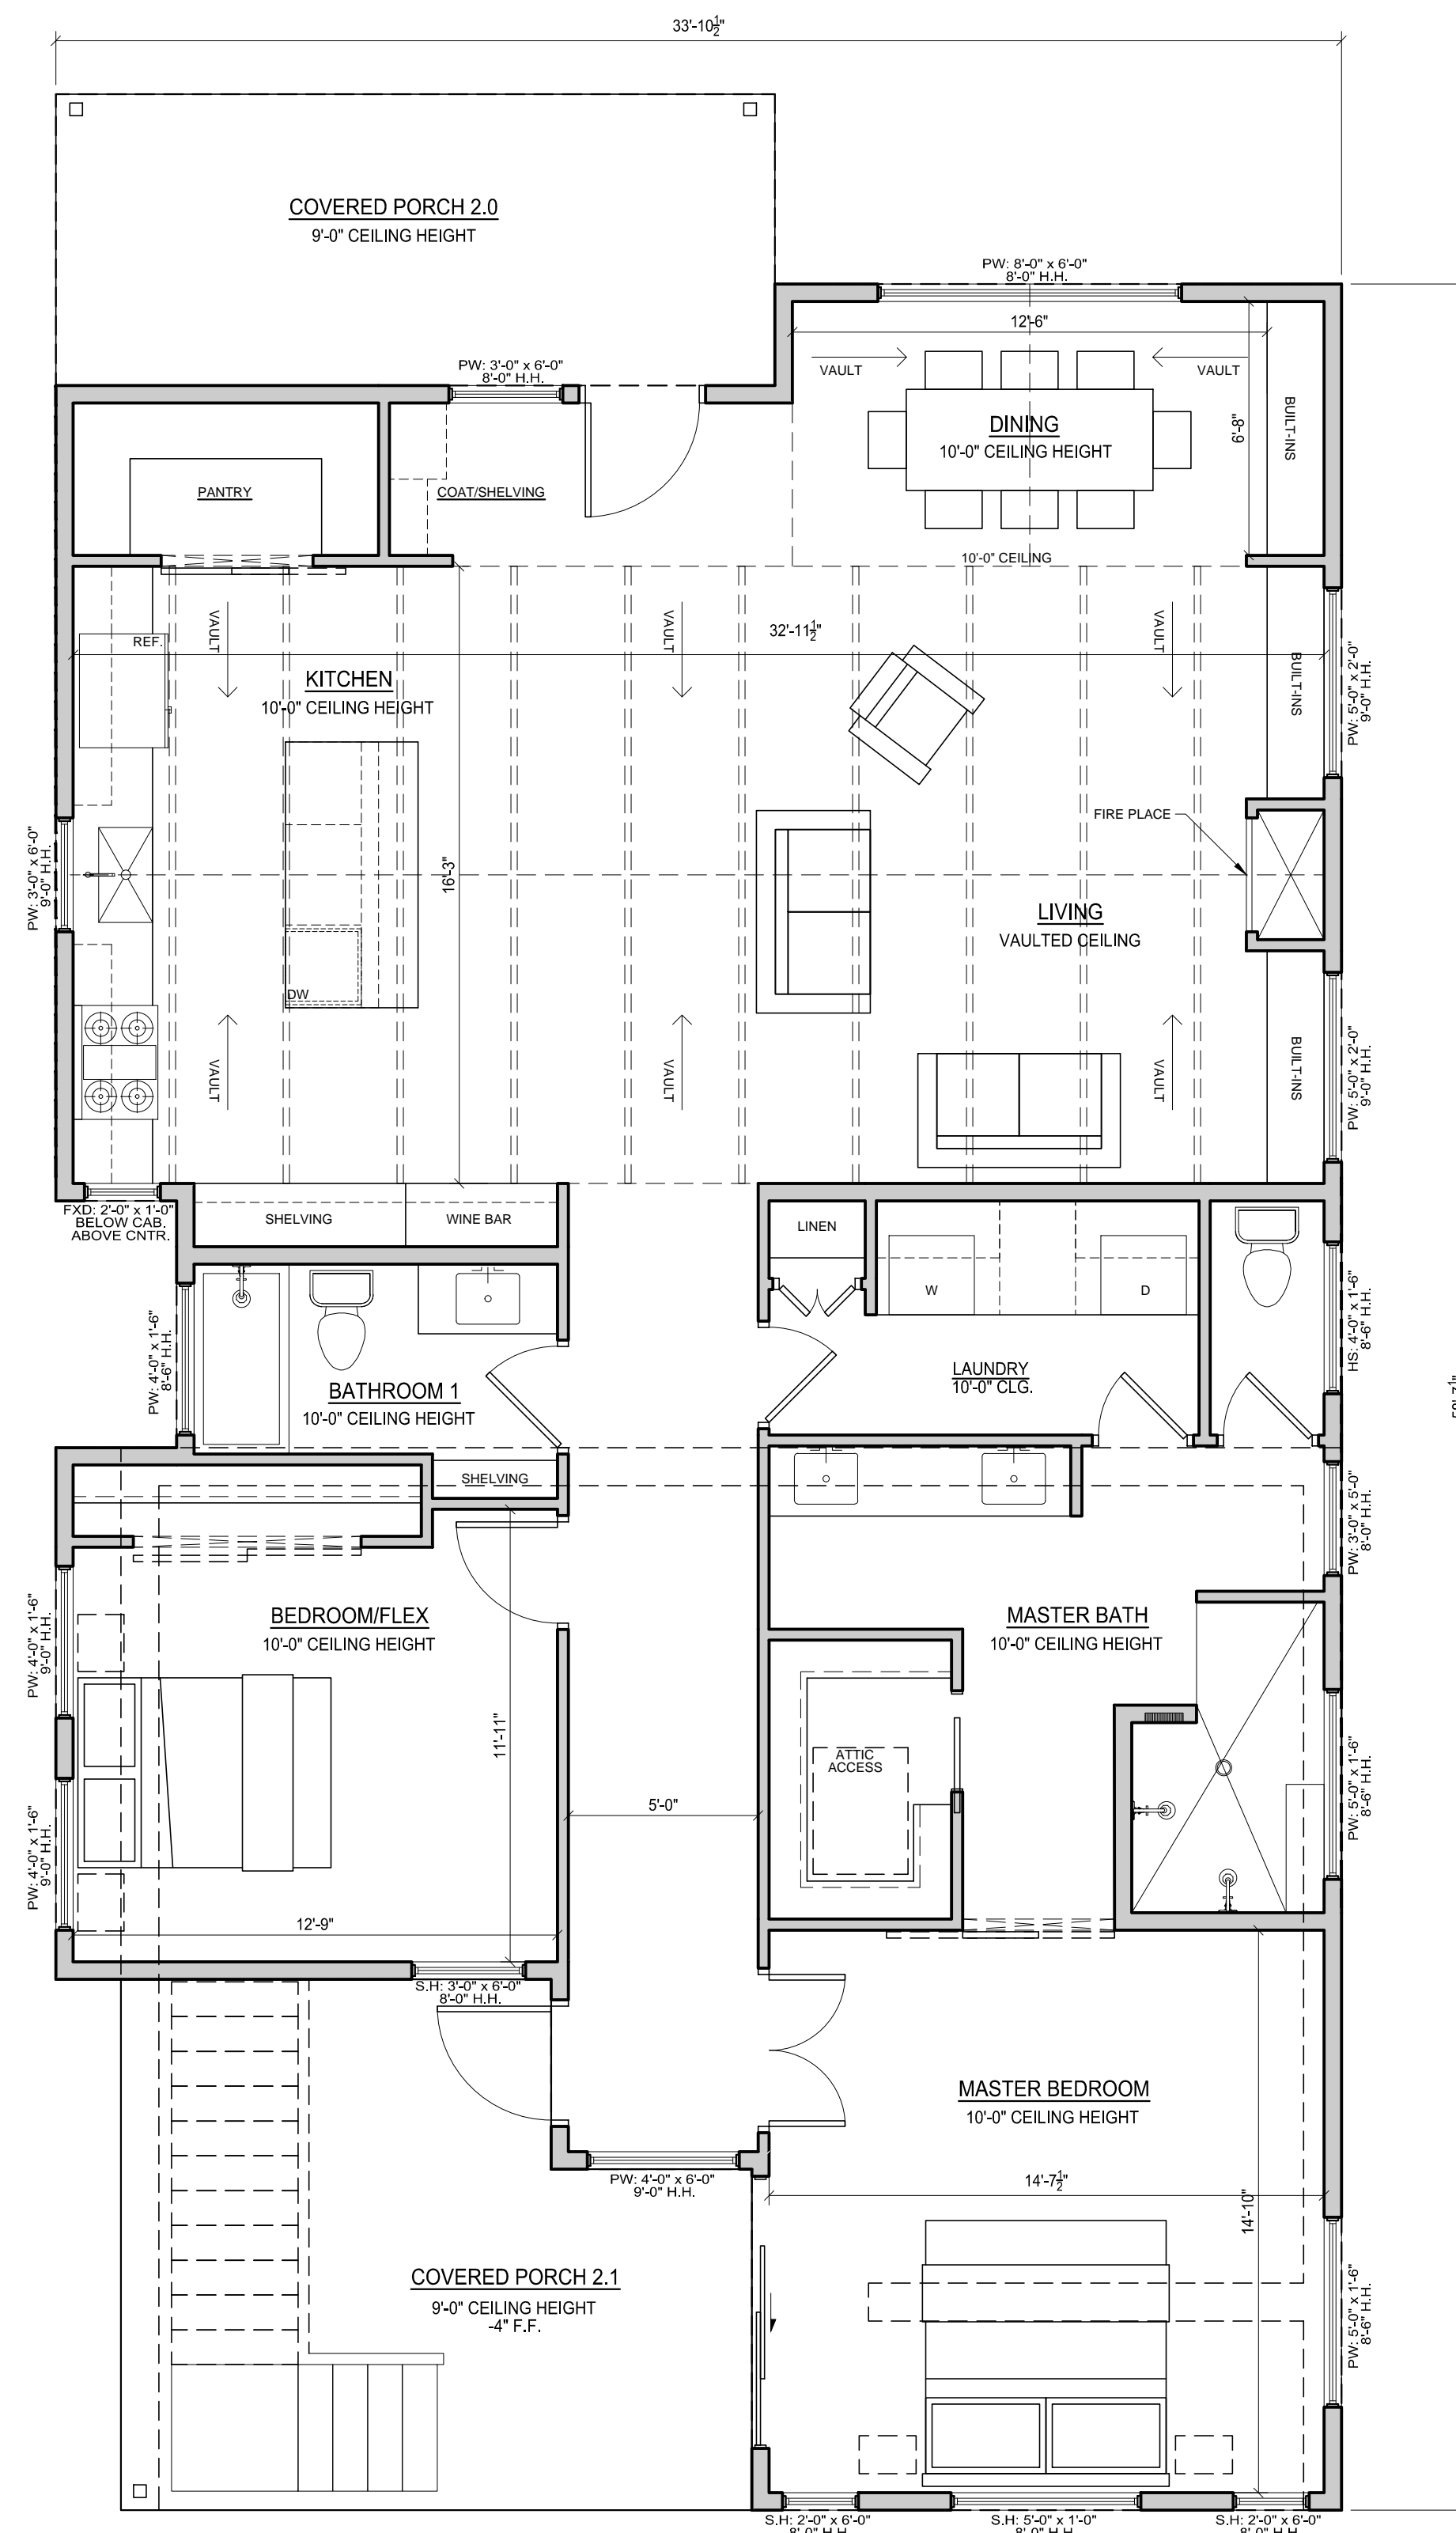 33'-10½"
COVERED PORCH 2.0
9'-0" CEILING HEIGHT
PW: 8'-0" x 6'-0"
8'-0" H.H.
12'-6"
PW: 3'-0" x 6'-0"
8'-0" H.H.
VAULT
VAULT
DINING
10'-0" CEILING HEIGHT
6'-8"
BUILT-INS
PANTRY
COAT/SHELVING
10'-0" CEILING
VAULT
VAULT
VAULT
32'-11½"
REF.
KITCHEN
10'-0" CEILING HEIGHT
BUILT-INS
PW: 5'-0" x 2'-0"
9'-0" H.H.
FIRE PLACE
PW: 3'-0" x 6'-0"
9'-0" H.H.
16'-3"
LIVING
VAULTED CEILING
DW
VAULT
VAULT
VAULT
BUILT-INS
PW: 5'-0" x 2'-0"
9'-0" H.H.
FXD: 2'-0" x 1'-0"
BELOW CAB.
ABOVE CNTR.
SHELVING
WINE BAR
LINEN
W
D
HS: 4'-0" x 1'-6"
8'-6" H.H.
PW: 4'-0" x 1'-6"
8'-6" H.H.
BATHROOM 1
10'-0" CEILING HEIGHT
LAUNDRY
10'-0" CLG.
SHELVING
PW: 3'-0" x 5'-0"
8'-0" H.H.
BEDROOM/FLEX
10'-0" CEILING HEIGHT
PW: 4'-0" x 1'-6"
9'-0" H.H.
MASTER BATH
10'-0" CEILING HEIGHT
11'-11"
ATTIC
ACCESS
5'-0"
PW: 5'-0" x 1'-6"
8'-6" H.H.
PW: 4'-0" x 1'-6"
9'-0" H.H.
12'-9"
S.H: 3'-0" x 6'-0"
8'-0" H.H.
MASTER BEDROOM
10'-0" CEILING HEIGHT
PW: 4'-0" x 6'-0"
9'-0" H.H.
14'-7½"
14'-10"
COVERED PORCH 2.1
9'-0" CEILING HEIGHT
-4" F.F.
PW: 5'-0" x 1'-6"
8'-6" H.H.
S.H: 2'-0" x 6'-0"
8'-0" H.H.
S.H: 5'-0" x 1'-0"
8'-0" H.H.
S.H: 2'-0" x 6'-0"
8'-0" H.H.